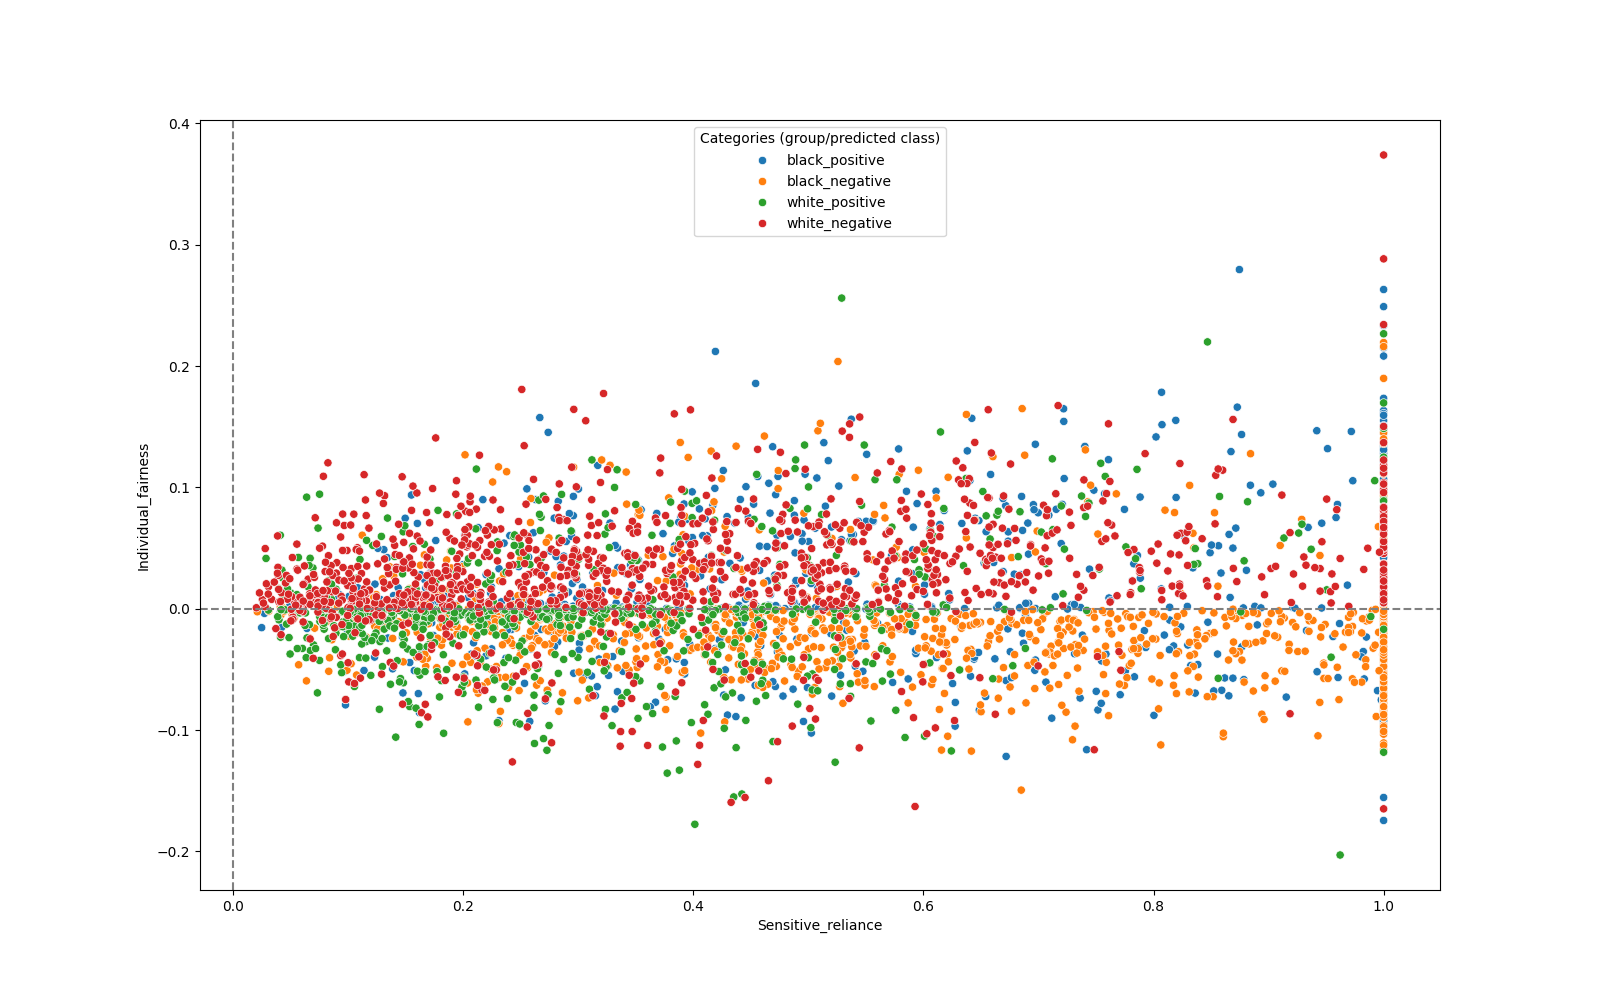 Categories (group/predicted class)
black_positive
black_negative
white_positive
white_negative
0.4
0.3
0.2
0.1
0.0
−0.1
−0.2
Individual_fairness
0.0
0.2
0.4
0.6
0.8
1.0
Sensitive_reliance